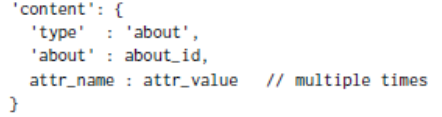 'content': {
'type' : 'about',
'about' : about_id,
attr_name : attr_value // multiple times
}